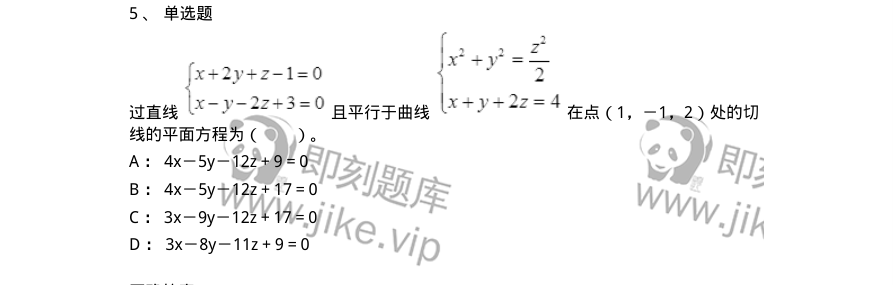 5 、 单选题
过直线 { x+2y+z−1=0 x−y−2z+3=0 且平行于曲线 { x²+y²=z²/2 x+y+2z=4 在点（1，－1，2）处的切
线的平面方程为（ ）。
A ： 4x－5y－12z + 9 = 0
B ： 4x－5y＋12z + 17 = 0
C ： 3x－9y－12z + 17 = 0
D ： 3x－8y－11z + 9 = 0
即刻题库
www.jike.vip
即刻
www.jik